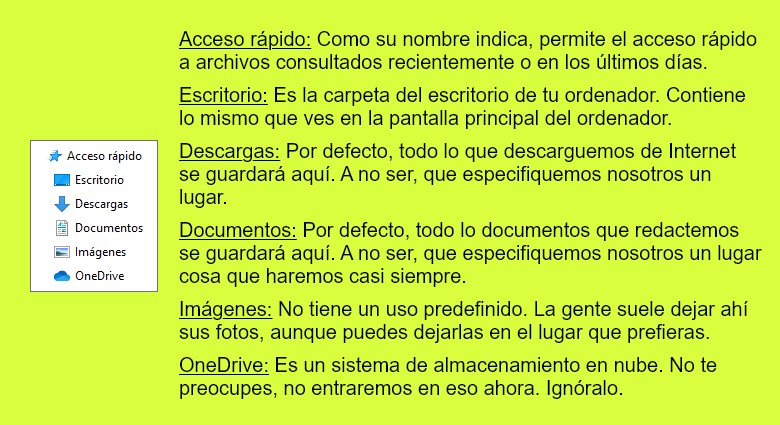 Acceso rápido
Escritorio
Descargas
Documentos
Imágenes
OneDrive
Acceso rápido: Como su nombre indica, permite el acceso rápido
a archivos consultados recientemente o en los últimos días.
Escritorio: Es la carpeta del escritorio de tu ordenador. Contiene
lo mismo que ves en la pantalla principal del ordenador.
Descargas: Por defecto, todo lo que descarguemos de Internet
se guardará aquí. A no ser, que especifiquemos nosotros un
lugar.
Documentos: Por defecto, todo lo documentos que redactemos
se guardará aquí. A no ser, que especifiquemos nosotros un lugar
cosa que haremos casi siempre.
Imágenes: No tiene un uso predefinido. La gente suele dejar ahí
sus fotos, aunque puedes dejarlas en el lugar que prefieras.
OneDrive: Es un sistema de almacenamiento en nube. No te
preocupes, no entraremos en eso ahora. Ignóralo.